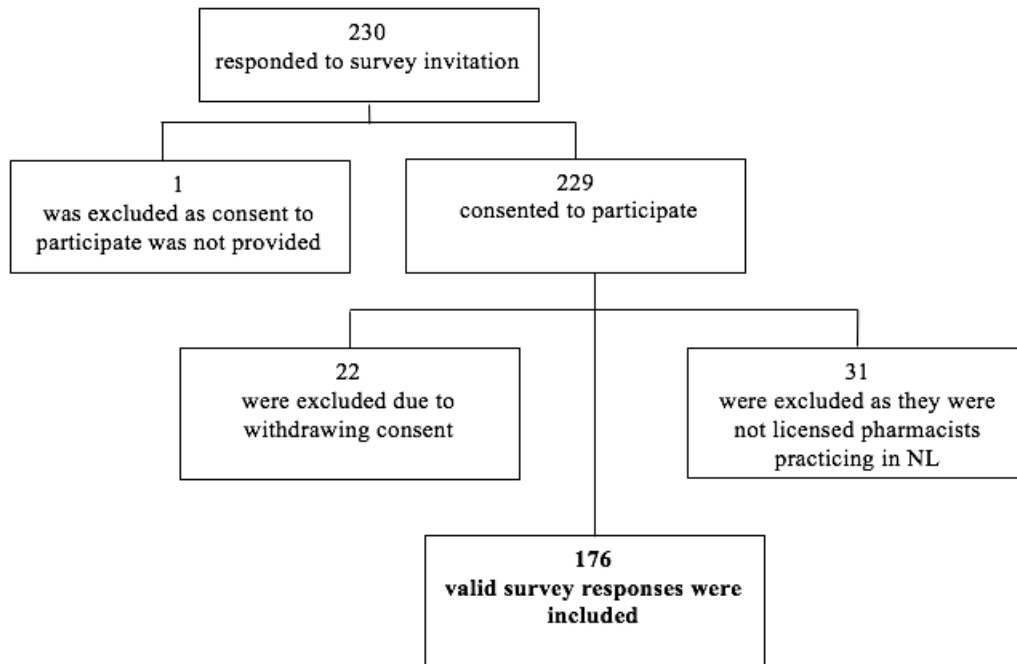 230
responded to survey invitation
1
was excluded as consent to
participate was not provided
229
consented to participate
22
were excluded due to
withdrawing consent
31
were excluded as they were
not licensed pharmacists
practicing in NL
176
valid survey responses were
included